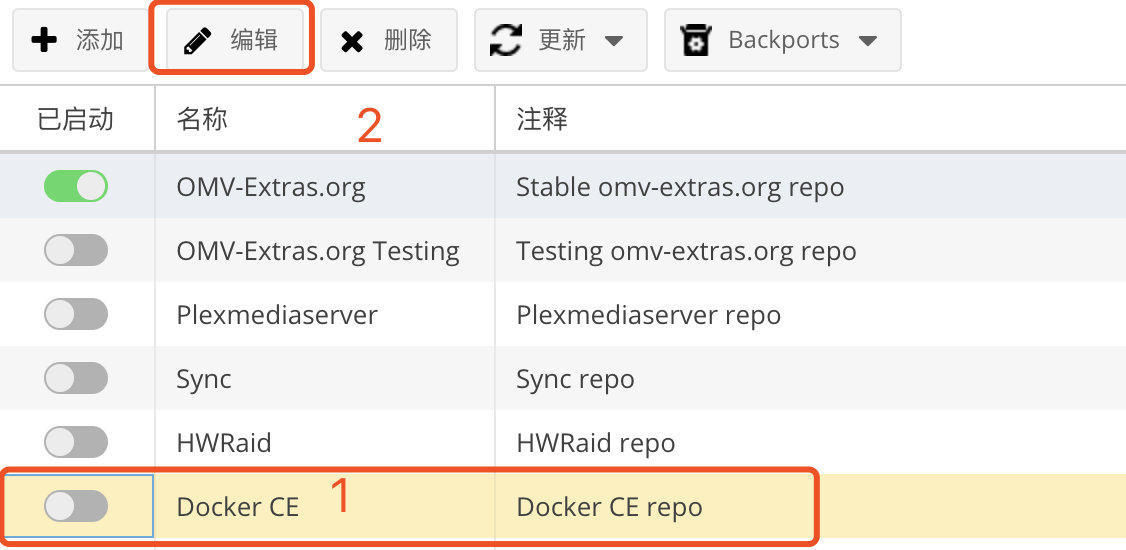 添加 编辑 删除 更新 Backports
已启动 名称 2 注释
OMV-Extras.org Stable omv-extras.org repo
OMV-Extras.org Testing Testing omv-extras.org repo
Plexmediaserver Plexmediaserver repo
Sync Sync repo
HWRaid HWRaid repo
Docker CE 1 Docker CE repo